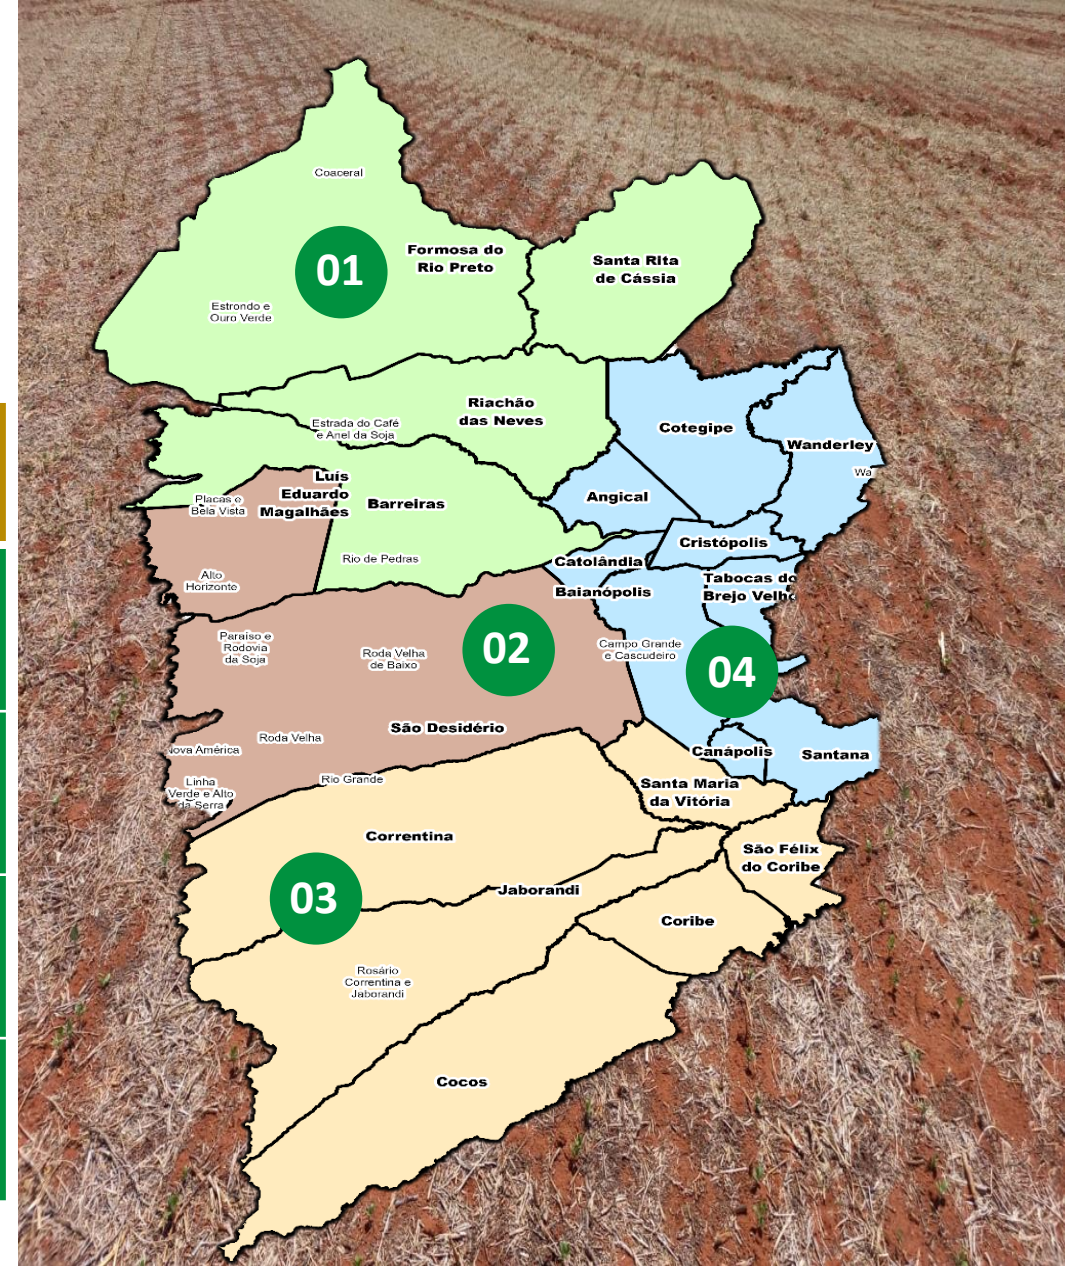 Coaceral
Formosa do
Rio Preto
01
Santa RIta
de Cássia
Estrondo e
Ouro Verde
Riachão
das Neves
Estrada do Café
e Anel da Soja
Cotegipe
Wanderley
Wa
Luís
Eduardo
Magalhães
Placas e
Bela Vista
Barreiras
Angical
Cristópolis
Rio de Pedras
Catolândia
Alto
Horizonte
Baianópolis
Tabocas do
Brejo Velho
Paraíso e
Rodovia
da Soja
Roda Velha
de Baixo
02
Campo Grande
e Cascudeiro
04
São Desidério
Roda Velha
Nova América
Canápolis
Santana
Rio Grande
Linha
Verde e Alto
da Serra
Santa Maria
da Vitória
Correntina
São Félix
do Coribe
03
Jaborandi
Coribe
Rosário
Correntina e
Jaborandi
Cocos